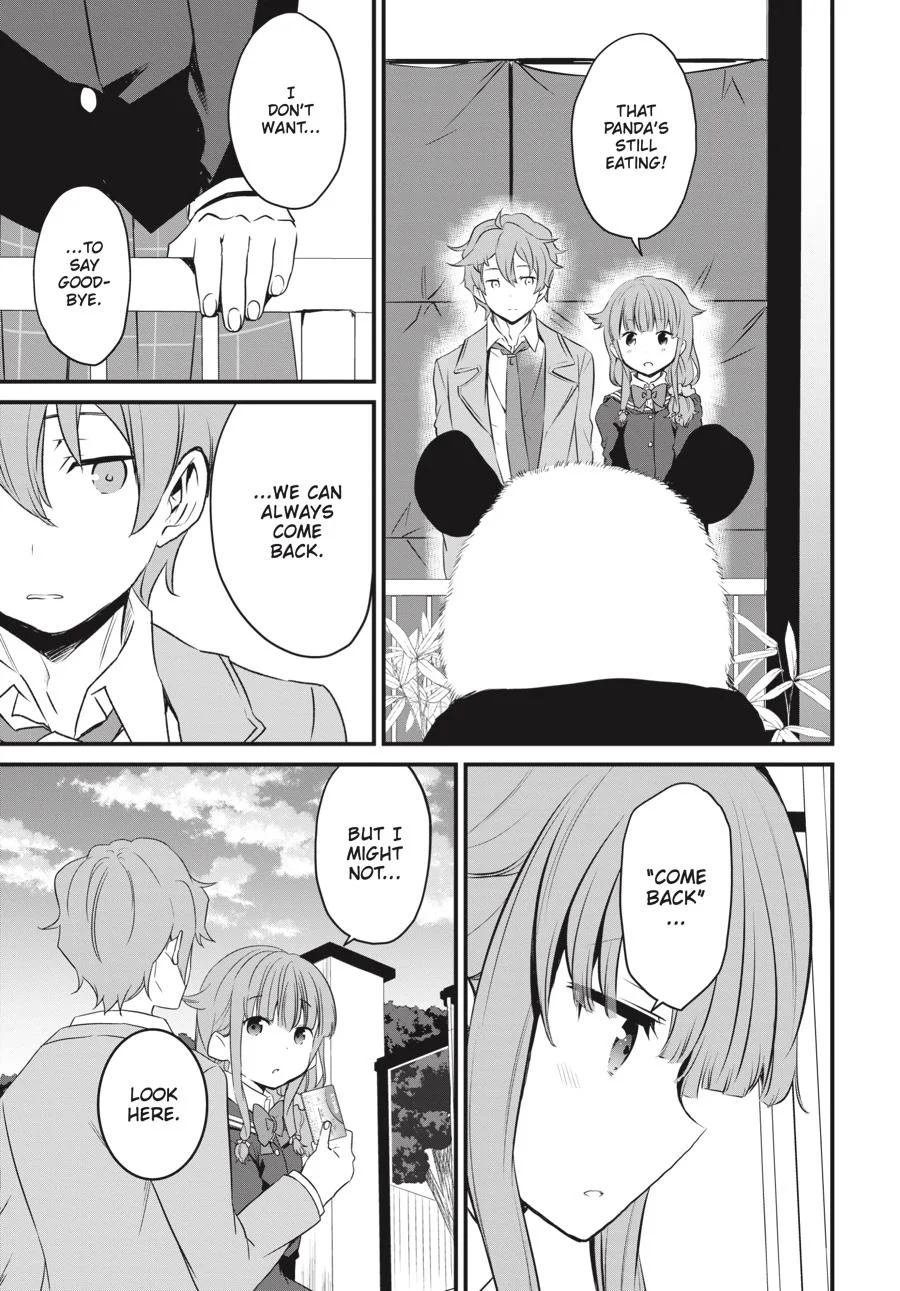 THAT
PANDA'S
STILL
EATING!
I
DON'T
WANT...
...TO
SAY
GOOD-
BYE.
...WE CAN
ALWAYS
COME
BACK.
"COME
BACK"
...
BUT I
MIGHT
NOT...
LOOK
HERE.